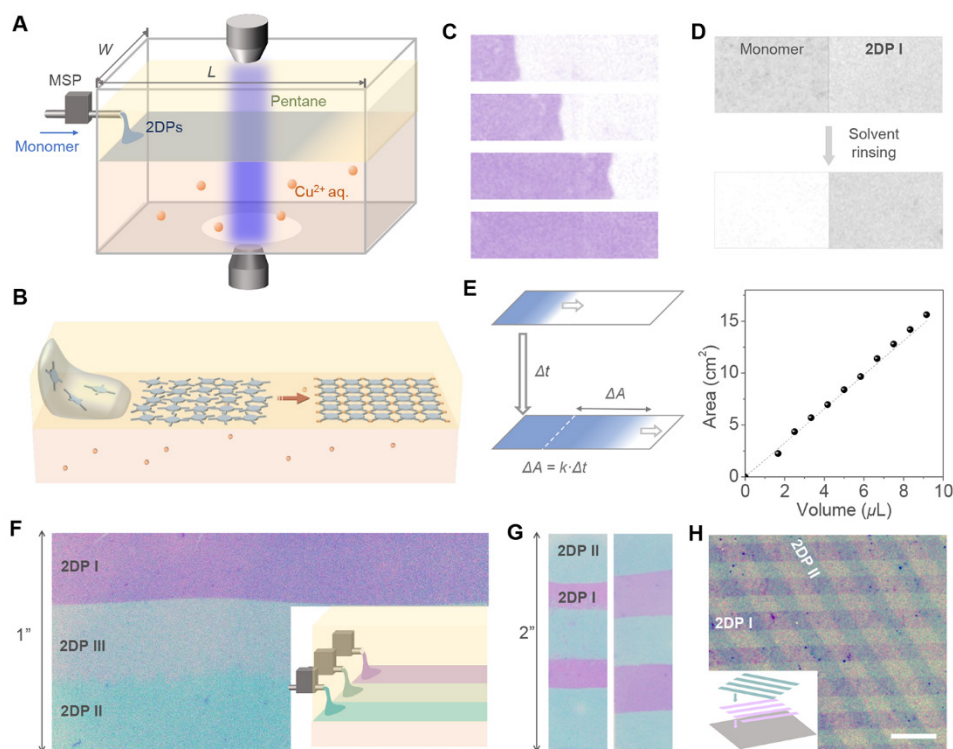 A
W
L
MSP
Pentane
2DPs
Monomer
Cu²⁺ aq.
B
C
D
Monomer
2DP I
Solvent
rinsing
E
Δt
ΔA
ΔA = k·Δt
Area (cm²)
15
10
5
0
0
2
4
6
8
10
Volume (μL)
F
1”
2DP I
2DP III
2DP II
G
2”
2DP II
2DP I
H
2DP II
2DP I